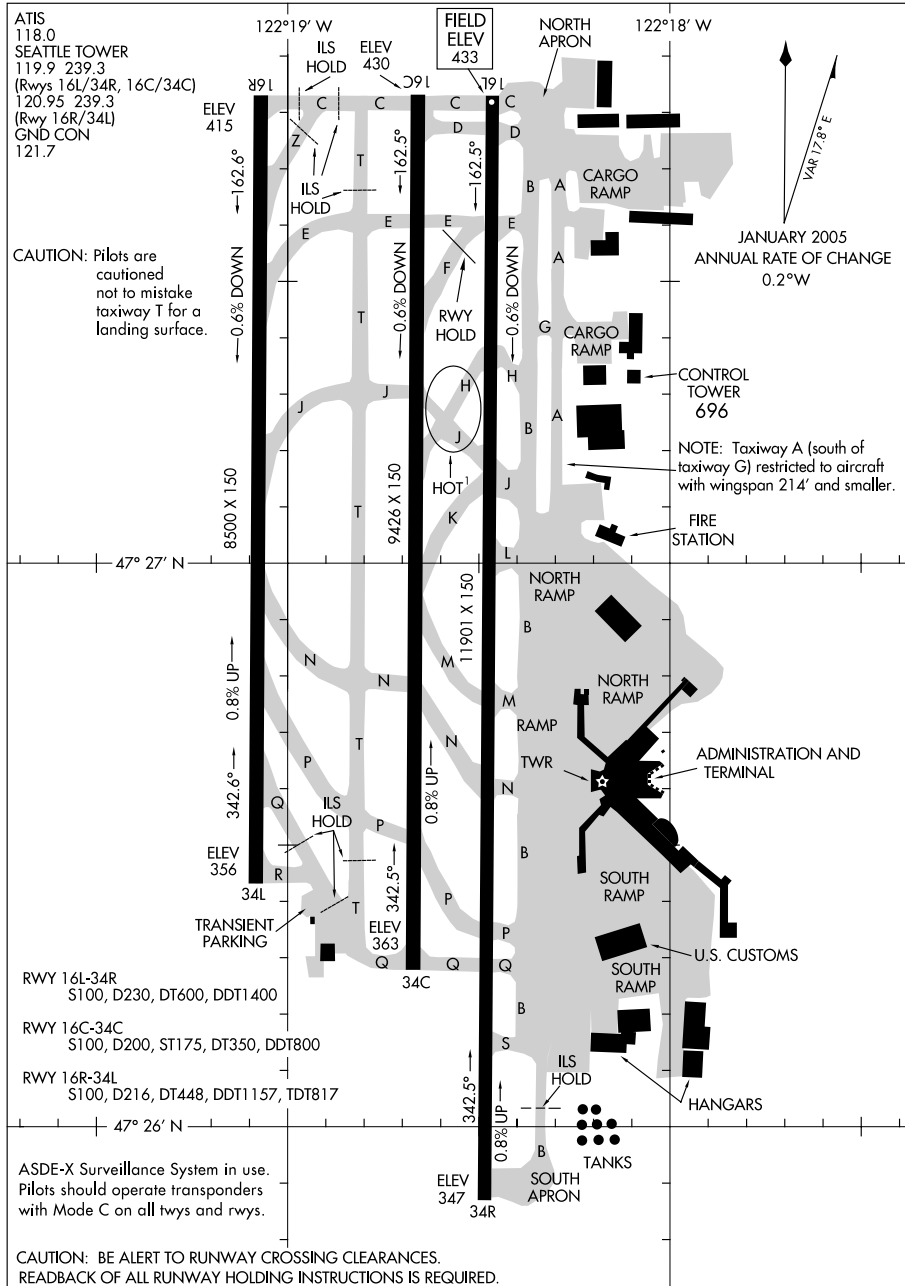 ATIS
118.0
SEATTLE TOWER
119.9 239.3
(Rwys 16L/34R, 16C/34C)
120.95 239.3
(Rwy 16R/34L)
GND CON
121.7
CAUTION: Pilots are
cautioned
not to mistake
taxiway T for a
landing surface.
122°19' W
122°18' W
ILS
HOLD
ELEV
430
FIELD
ELEV
433
NORTH
APRON
16R
16C
16L
ELEV
415
C
C
C
C
D
D
Z
T
ILS
HOLD
162.6°
162.5°
162.5°
B
A
CARGO
RAMP
VAR 17.8° E
JANUARY 2005
ANNUAL RATE OF CHANGE
0.2°W
E
E
E
E
F
A
RWY
HOLD
0.6% DOWN
0.6% DOWN
0.6% DOWN
T
G
CARGO
RAMP
H
H
CONTROL
TOWER
696
J
J
J
B
A
HOT¹
NOTE: Taxiway A (south of
taxiway G) restricted to aircraft
with wingspan 214' and smaller.
J
K
T
L
FIRE
STATION
8500 X 150
9426 X 150
11901 X 150
47° 27' N
NORTH
RAMP
B
0.8% UP
N
N
M
M
N
N
NORTH
RAMP
RAMP
TWR
ADMINISTRATION AND
TERMINAL
T
P
0.8% UP
342.6°
Q
ILS
HOLD
P
B
ELEV
356
34L
R
342.5°
SOUTH
RAMP
T
P
P
TRANSIENT
PARKING
ELEV
363
34C
Q
Q
Q
U.S. CUSTOMS
SOUTH
RAMP
RWY 16L-34R
S100, D230, DT600, DDT1400
RWY 16C-34C
S100, D200, ST175, DT350, DDT800
RWY 16R-34L
S100, D216, DT448, DDT1157, TDT817
B
S
342.5°
0.8% UP
ILS
HOLD
HANGARS
47° 26' N
TANKS
B
SOUTH
APRON
ELEV
347
34R
ASDE-X Surveillance System in use.
Pilots should operate transponders
with Mode C on all twys and rwys.
CAUTION: BE ALERT TO RUNWAY CROSSING CLEARANCES.
READBACK OF ALL RUNWAY HOLDING INSTRUCTIONS IS REQUIRED.